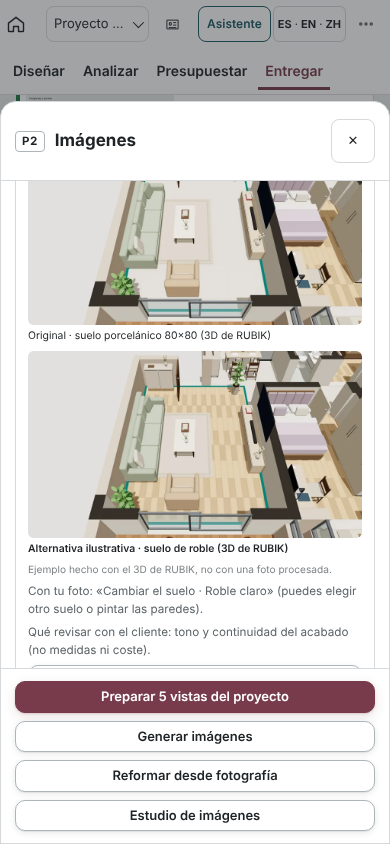 Proyecto ...
Asistente
ES · EN · ZH
Diseñar
Analizar
Presupuestar
Entregar
P2
Imágenes
×
Original · suelo porcelánico 80×80 (3D de RUBIK)
Alternativa ilustrativa · suelo de roble (3D de RUBIK)
Ejemplo hecho con el 3D de RUBIK, no con una foto procesada.
Con tu foto: «Cambiar el suelo · Roble claro» (puedes elegir
otro suelo o pintar las paredes).
Qué revisar con el cliente: tono y continuidad del acabado
(no medidas ni coste).
Preparar 5 vistas del proyecto
Generar imágenes
Reformar desde fotografía
Estudio de imágenes